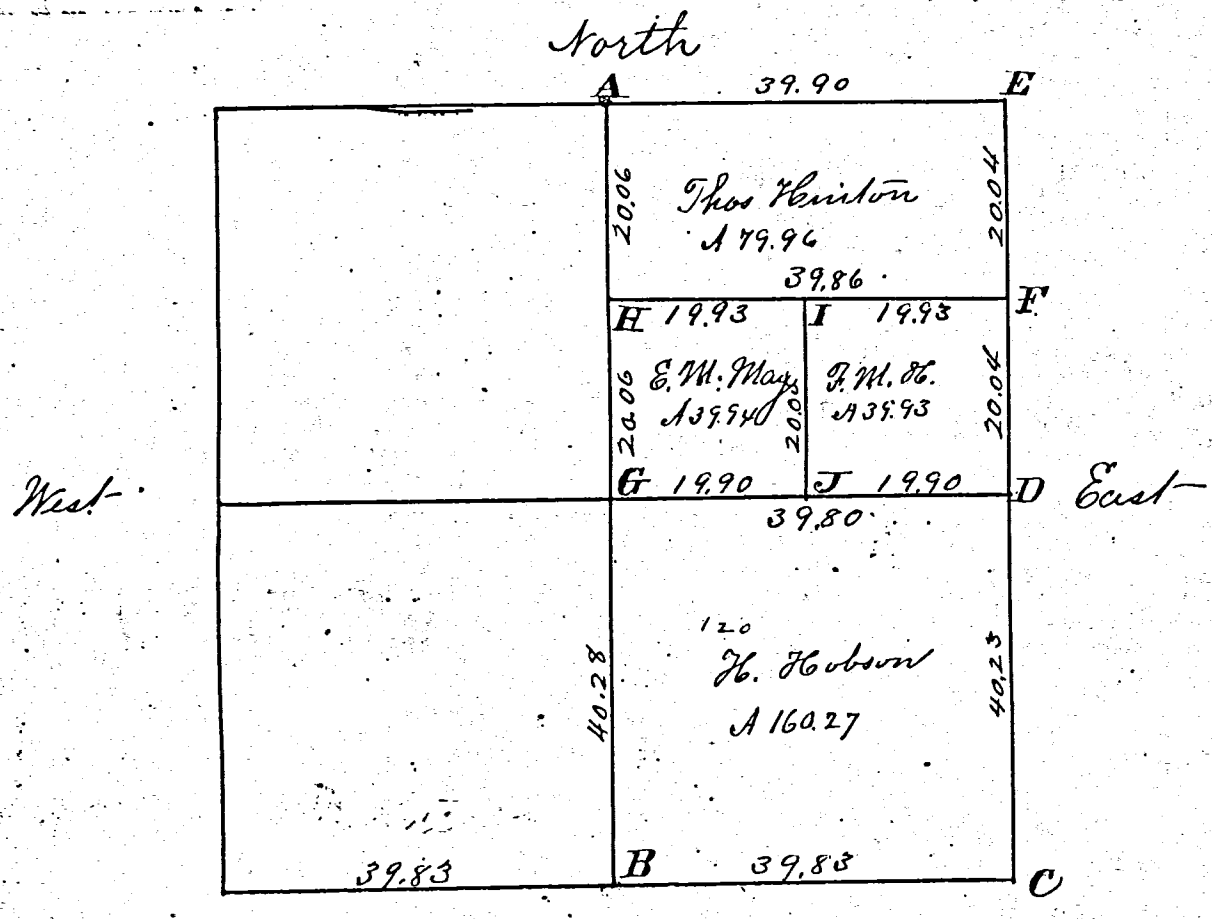 North
A 39.90 E
20.06
Thos Hinton
A 79.96
20.04
39.86
H 19.93 I 19.93 F
20.06
E. M. May
A 39.94
20.05
F. M. H.
A 39.93
20.04
West
G 19.90 J 19.90 D
East
39.80
40.28
120
H. Hobson
A 160.27
40.23
39.83 B 39.83 C